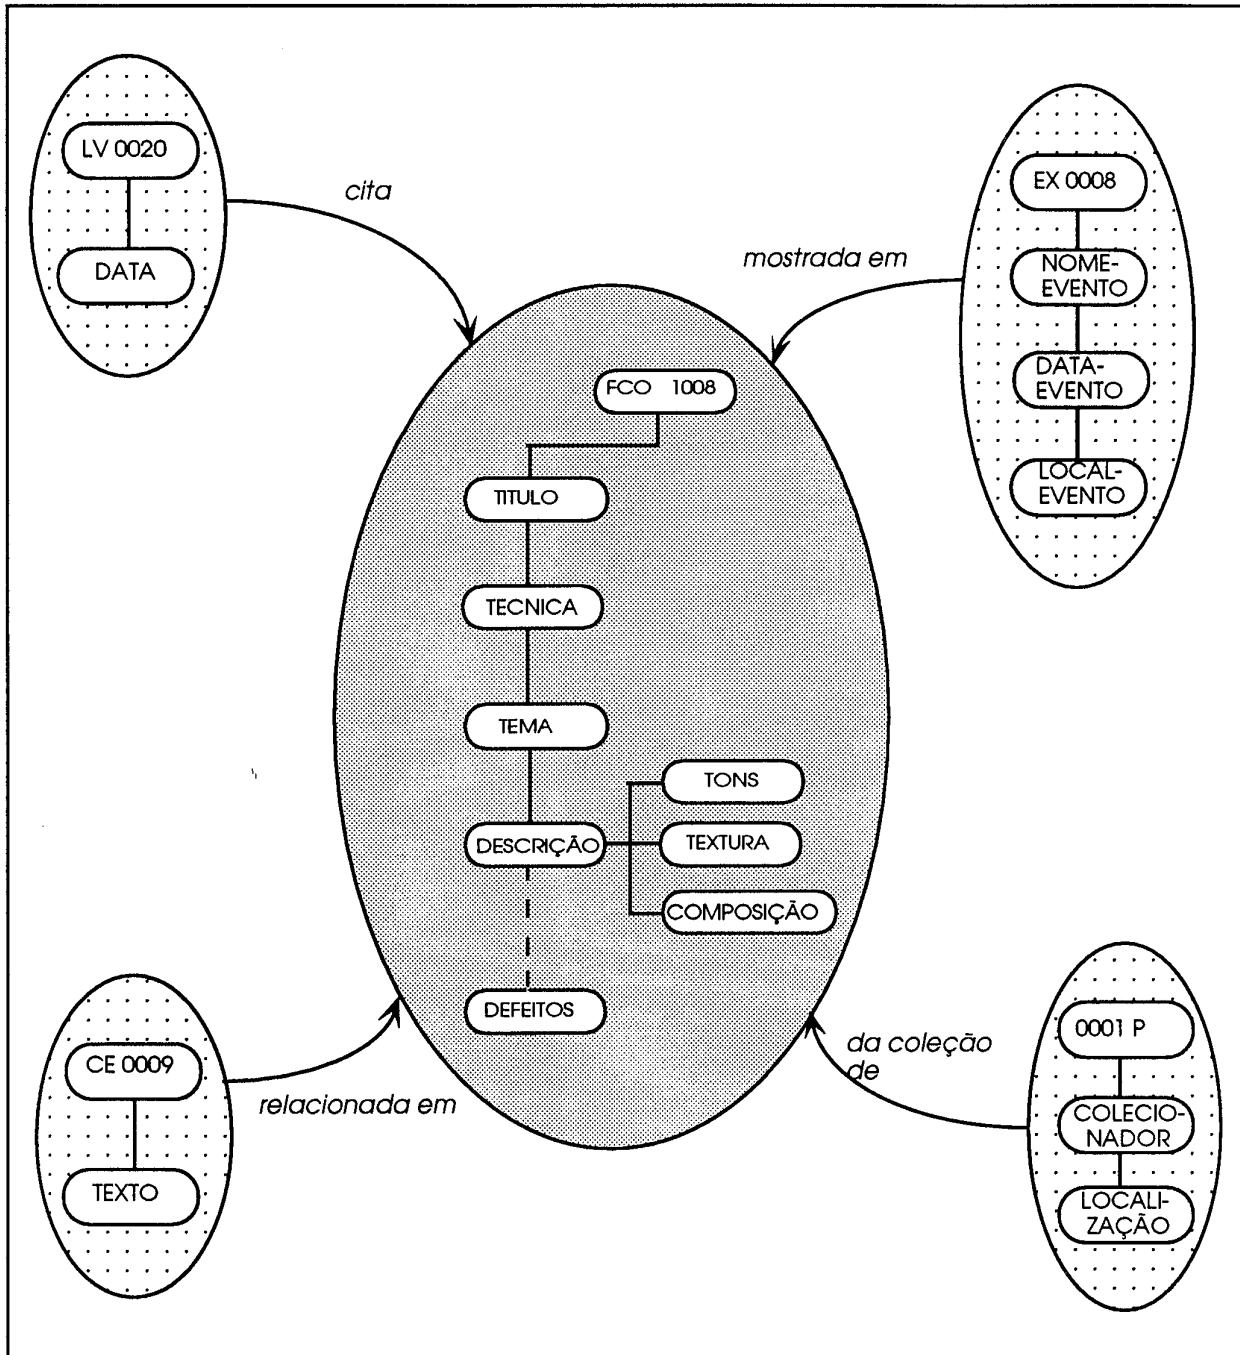 LV 0020
DATA
cita
EX 0008
NOME-
EVENTO
DATA-
EVENTO
LOCAL-
EVENTO
mostrada em
FCO 1008
TITULO
TECNICA
TEMA
DESCRIÇÃO
TONS
TEXTURA
COMPOSIÇÃO
DEFEITOS
CE 0009
TEXTO
relacionada em
da coleção
de
0001 P
COLECIO-
NADOR
LOCALI-
ZAÇÃO